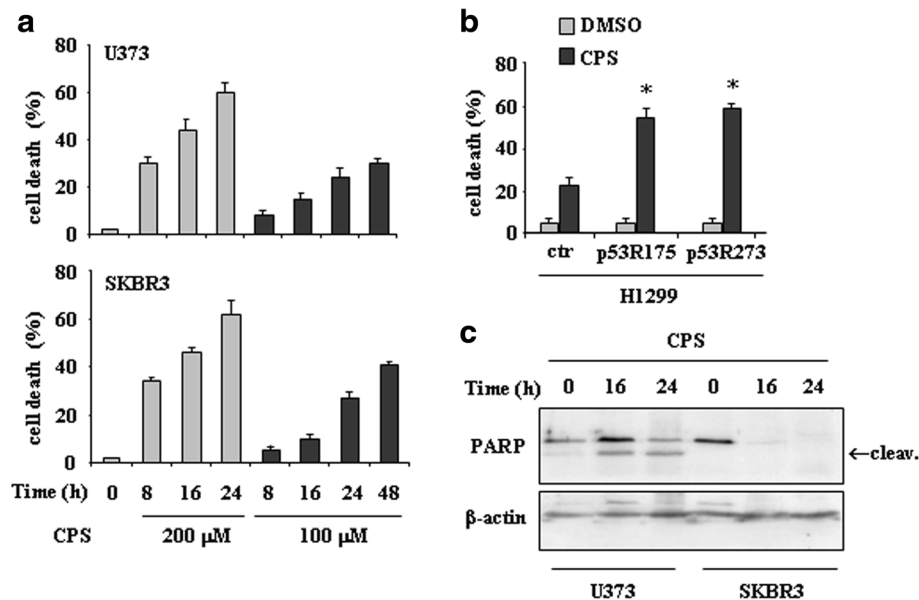 a
U373
cell death (%)
80
60
40
20
0
SKBR3
cell death (%)
80
60
40
20
0
Time (h) 0 8 16 24 8 16 24 48
CPS 200 μM 100 μM
b
DMSO
CPS
cell death (%)
80
60
40
20
0
* *
ctr p53R175 p53R273
H1299
c
CPS
Time (h) 0 16 24 0 16 24
PARP
←cleav.
β-actin
U373 SKBR3